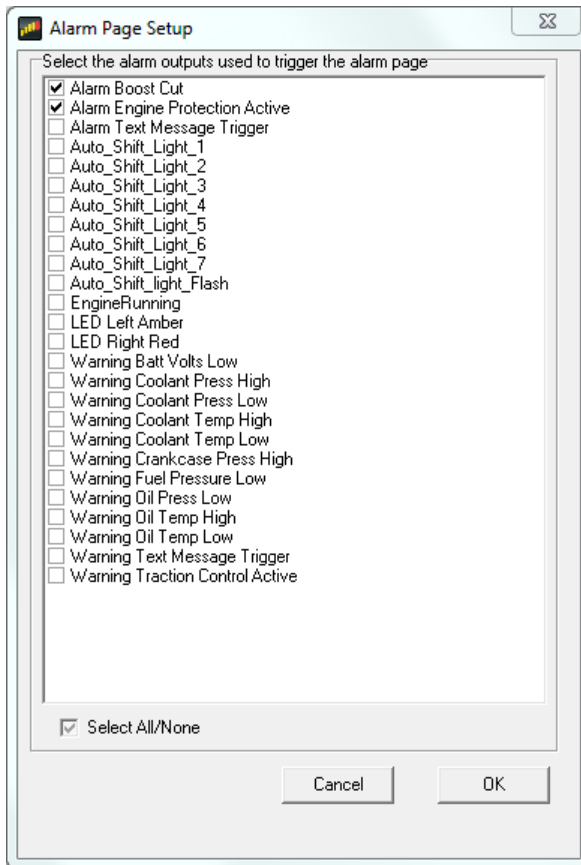 Alarm Page Setup
Select the alarm outputs used to trigger the alarm page
Alarm Boost Cut
Alarm Engine Protection Active
Alarm Text Message Trigger
Auto_Shift_Light_1
Auto_Shift_Light_2
Auto_Shift_Light_3
Auto_Shift_Light_4
Auto_Shift_Light_5
Auto_Shift_Light_6
Auto_Shift_Light_7
Auto_Shift_light_Flash
EngineRunning
LED Left Amber
LED Right Red
Warning Batt Volts Low
Warning Coolant Press High
Warning Coolant Press Low
Warning Coolant Temp High
Warning Coolant Temp Low
Warning Crankcase Press High
Warning Fuel Pressure Low
Warning Oil Press Low
Warning Oil Temp High
Warning Oil Temp Low
Warning Text Message Trigger
Warning Traction Control Active
Select All/None
Cancel OK